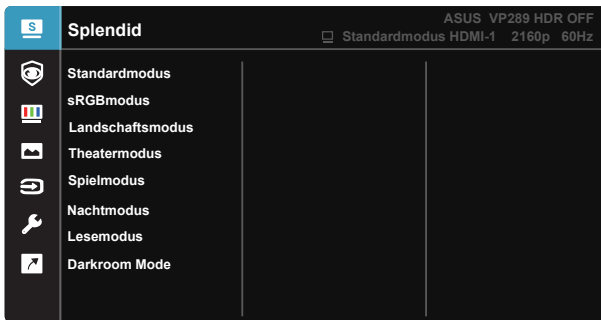 S
Splendid
ASUS VP289 HDR OFF
Standardmodus HDMI-1 2160p 60Hz
Standardmodus
sRGBmodus
Landschaftsmodus
Theatermodus
Spielmodus
Nachtmodus
Lesemodus
Darkroom Mode